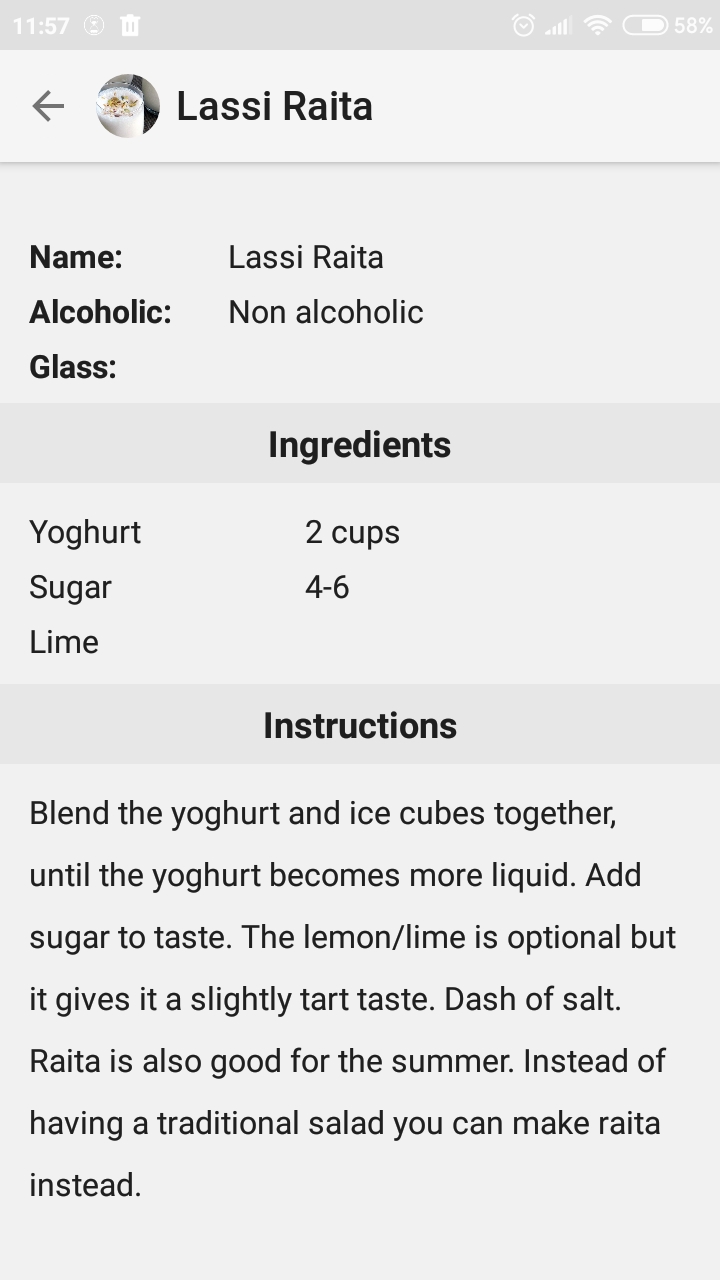 11:57 58%
Lassi Raita
Name: Lassi Raita
Alcoholic: Non alcoholic
Glass:
Ingredients
Yoghurt 2 cups
Sugar 4-6
Lime
Instructions
Blend the yoghurt and ice cubes together,
until the yoghurt becomes more liquid. Add
sugar to taste. The lemon/lime is optional but
it gives it a slightly tart taste. Dash of salt.
Raita is also good for the summer. Instead of
having a traditional salad you can make raita
instead.